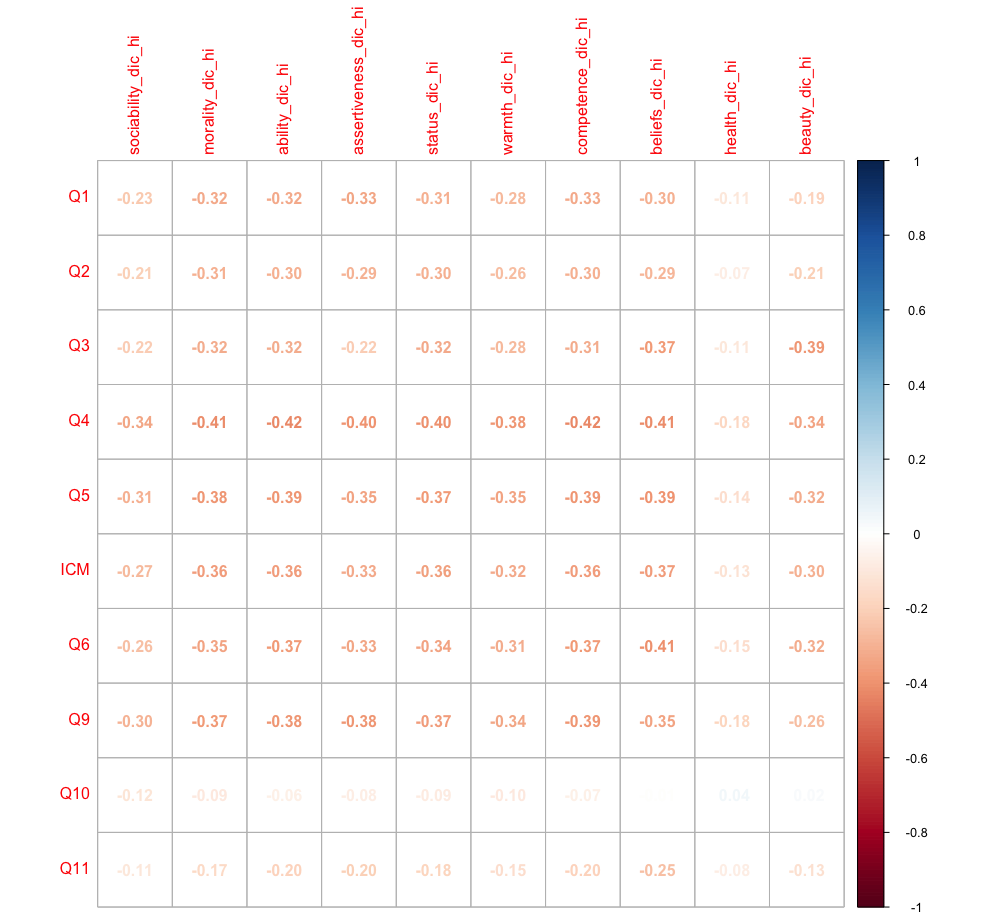 sociability_dic_hi morality_dic_hi ability_dic_hi assertiveness_dic_hi status_dic_hi warmth_dic_hi competence_dic_hi beliefs_dic_hi health_dic_hi beauty_dic_hi
Q1 -0.23 -0.32 -0.32 -0.33 -0.31 -0.28 -0.33 -0.30 -0.11 -0.19
Q2 -0.21 -0.31 -0.30 -0.29 -0.30 -0.26 -0.30 -0.29 -0.07 -0.21
Q3 -0.22 -0.32 -0.32 -0.22 -0.32 -0.28 -0.31 -0.37 -0.11 -0.39
Q4 -0.34 -0.41 -0.42 -0.40 -0.40 -0.38 -0.42 -0.41 -0.18 -0.34
Q5 -0.31 -0.38 -0.39 -0.35 -0.37 -0.35 -0.39 -0.39 -0.14 -0.32
ICM -0.27 -0.36 -0.36 -0.33 -0.36 -0.32 -0.36 -0.37 -0.13 -0.30
Q6 -0.26 -0.35 -0.37 -0.33 -0.34 -0.31 -0.37 -0.41 -0.15 -0.32
Q9 -0.30 -0.37 -0.38 -0.38 -0.37 -0.34 -0.39 -0.35 -0.18 -0.26
Q10 -0.12 -0.09 -0.06 -0.08 -0.09 -0.10 -0.07 0.04
Q11 -0.11 -0.17 -0.20 -0.20 -0.18 -0.15 -0.20 -0.25 -0.08 -0.13
1
0.8
0.6
0.4
0.2
0
-0.2
-0.4
-0.6
-0.8
-1